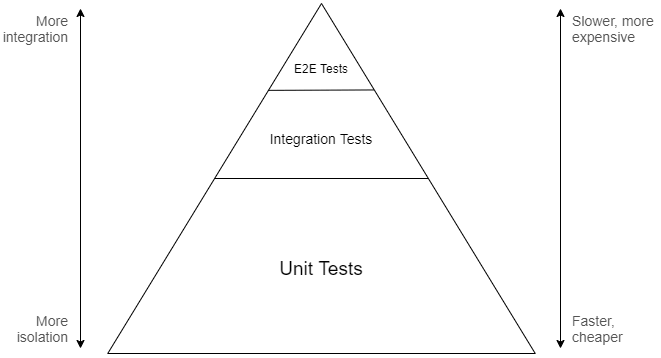 More
integration
Slower, more
expensive
E2E Tests
Integration Tests
Unit Tests
More
isolation
Faster,
cheaper